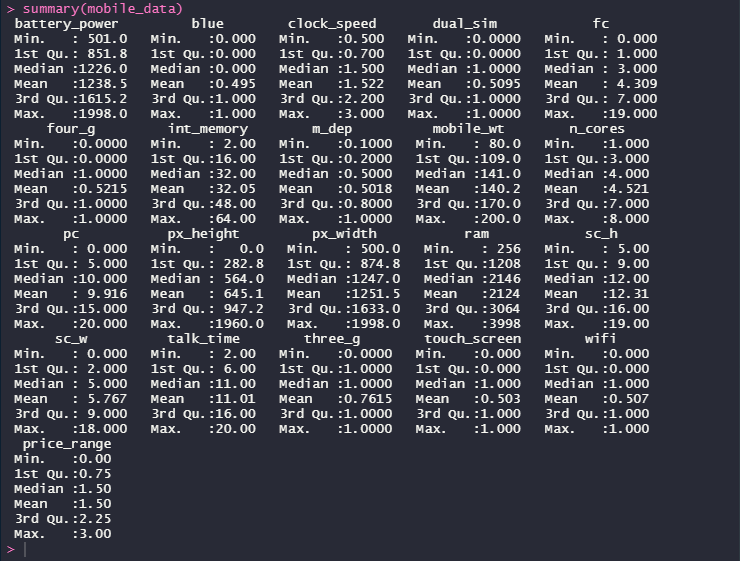 > summary(mobile_data)
 battery_power         blue        clock_speed       dual_sim            fc        
 Min.   : 501.0   Min.   :0.000   Min.   :0.500   Min.   :0.0000   Min.   : 0.000  
 1st Qu.: 851.8   1st Qu.:0.000   1st Qu.:0.700   1st Qu.:0.0000   1st Qu.: 1.000  
 Median :1226.0   Median :0.000   Median :1.500   Median :1.0000   Median : 3.000  
 Mean   :1238.5   Mean   :0.495   Mean   :1.522   Mean   :0.5095   Mean   : 4.309  
 3rd Qu.:1615.2   3rd Qu.:1.000   3rd Qu.:2.200   3rd Qu.:1.0000   3rd Qu.: 7.000  
 Max.   :1998.0   Max.   :1.000   Max.   :3.000   Max.   :1.0000   Max.   :19.000  
     four_g         int_memory        m_dep          mobile_wt        n_cores     
 Min.   :0.0000   Min.   : 2.00   Min.   :0.1000   Min.   : 80.0   Min.   :1.000  
 1st Qu.:0.0000   1st Qu.:16.00   1st Qu.:0.2000   1st Qu.:109.0   1st Qu.:3.000  
 Median :1.0000   Median :32.00   Median :0.5000   Median :141.0   Median :4.000  
 Mean   :0.5215   Mean   :32.05   Mean   :0.5018   Mean   :140.2   Mean   :4.521  
 3rd Qu.:1.0000   3rd Qu.:48.00   3rd Qu.:0.8000   3rd Qu.:170.0   3rd Qu.:7.000  
 Max.   :1.0000   Max.   :64.00   Max.   :1.0000   Max.   :200.0   Max.   :8.000  
       pc           px_height         px_width           ram            sc_h      
 Min.   : 0.000   Min.   :   0.0   Min.   : 500.0   Min.   : 256   Min.   : 5.00  
 1st Qu.: 5.000   1st Qu.: 282.8   1st Qu.: 874.8   1st Qu.:1208   1st Qu.: 9.00  
 Median :10.000   Median : 564.0   Median :1247.0   Median :2146   Median :12.00  
 Mean   : 9.916   Mean   : 645.1   Mean   :1251.5   Mean   :2124   Mean   :12.31  
 3rd Qu.:15.000   3rd Qu.: 947.2   3rd Qu.:1633.0   3rd Qu.:3064   3rd Qu.:16.00  
 Max.   :20.000   Max.   :1960.0   Max.   :1998.0   Max.   :3998   Max.   :19.00  
      sc_w          talk_time        three_g        touch_screen        wifi      
 Min.   : 0.000   Min.   : 2.00   Min.   :0.0000   Min.   :0.000   Min.   :0.000  
 1st Qu.: 2.000   1st Qu.: 6.00   1st Qu.:1.0000   1st Qu.:0.000   1st Qu.:0.000  
 Median : 5.000   Median :11.00   Median :1.0000   Median :1.000   Median :1.000  
 Mean   : 5.767   Mean   :11.01   Mean   :0.7615   Mean   :0.503   Mean   :0.507  
 3rd Qu.: 9.000   3rd Qu.:16.00   3rd Qu.:1.0000   3rd Qu.:1.000   3rd Qu.:1.000  
 Max.   :18.000   Max.   :20.00   Max.   :1.0000   Max.   :1.000   Max.   :1.000  
  price_range  
 Min.   :0.00  
 1st Qu.:0.75  
 Median :1.50  
 Mean   :1.50  
 3rd Qu.:2.25  
 Max.   :3.00  
>